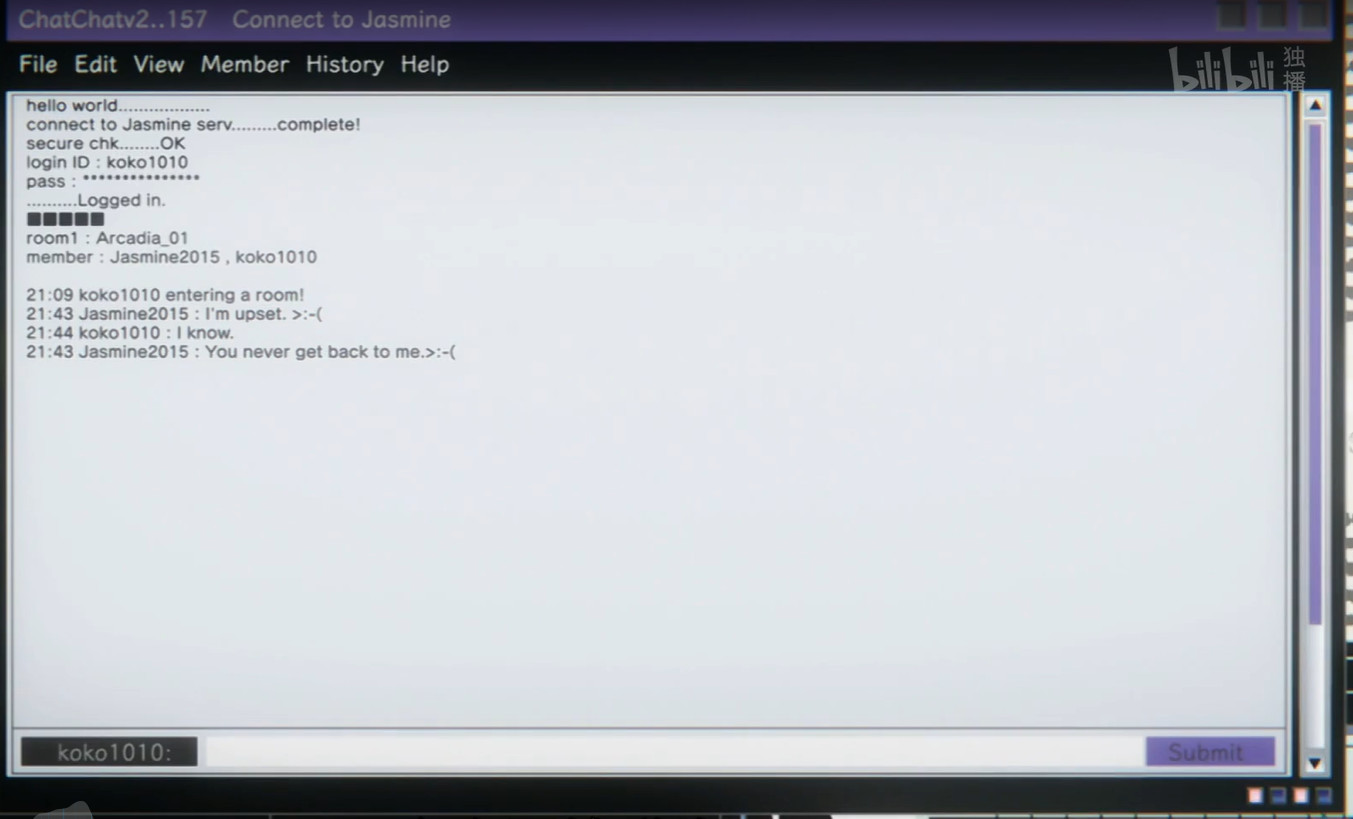 ChatChatv2..157 Connect to Jasmine
File Edit View Member History Help
bilibili 独播
hello world.................
connect to Jasmine serv.........complete!
secure chk........OK
login ID : koko1010
pass : ***************
..........Logged in.
■■■■■
room1 : Arcadia_01
member : Jasmine2015 , koko1010
21:09 koko1010 entering a room!
21:43 Jasmine2015 : I'm upset. >:-(
21:44 koko1010 : I know.
21:43 Jasmine2015 : You never get back to me.>:-(
koko1010:
Submit